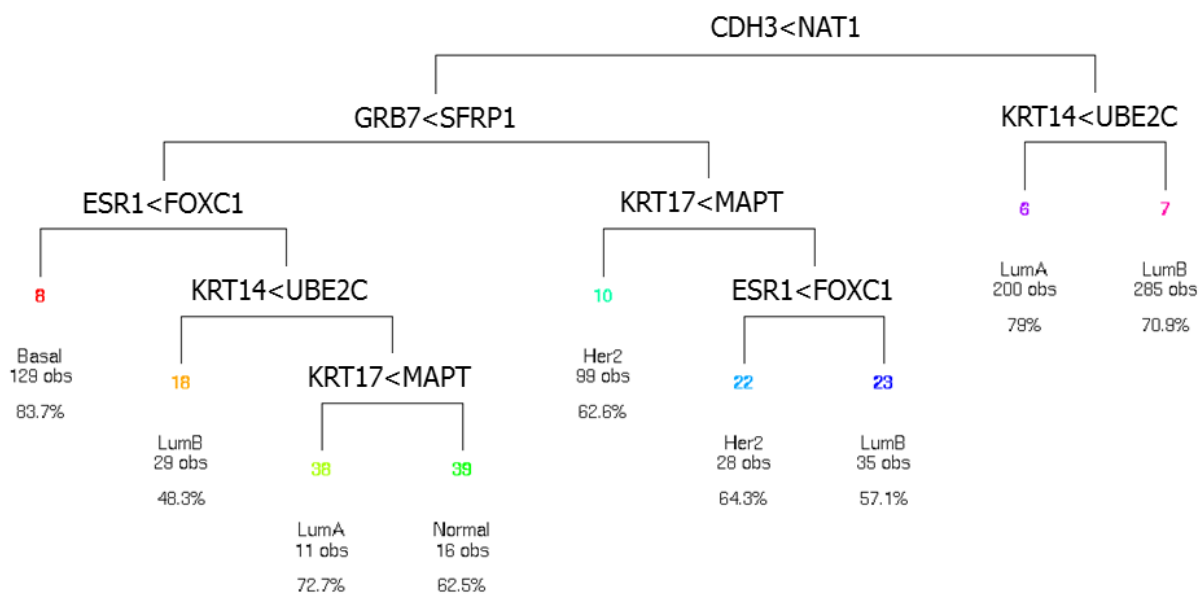 CDH3<NAT1
GRB7<SFRP1
KRT14<UBE2C
ESR1<FOXC1
KRT17<MAPT
6
7
LumA
200 obs
79%
LumB
285 obs
70.9%
8
Basal
129 obs
83.7%
KRT14<UBE2C
10
Her2
99 obs
62.6%
ESR1<FOXC1
18
LumB
29 obs
48.3%
KRT17<MAPT
22
Her2
28 obs
64.3%
23
LumB
35 obs
57.1%
38
LumA
11 obs
72.7%
39
Normal
16 obs
62.5%